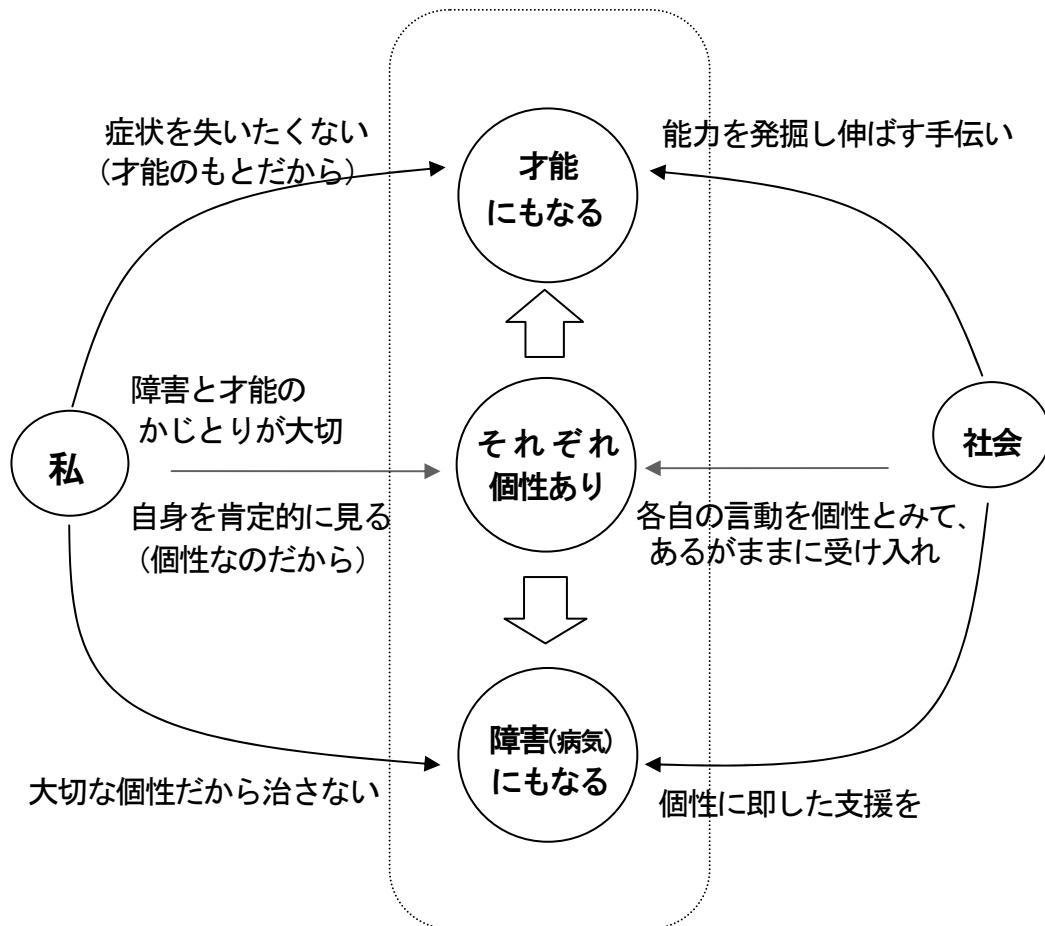 症状を失いたくない
(才能のもとだから)
才能
にもなる
能力を発掘し伸ばす手伝い
障害と才能の
かじとりが大切
私
それぞれ
個性あり
社会
自身を肯定的に見る
(個性なのだから)
各自の言動を個性とみて、
あるがままに受け入れ
障害(病気)
にもなる
大切な個性だから治さない
個性に即した支援を